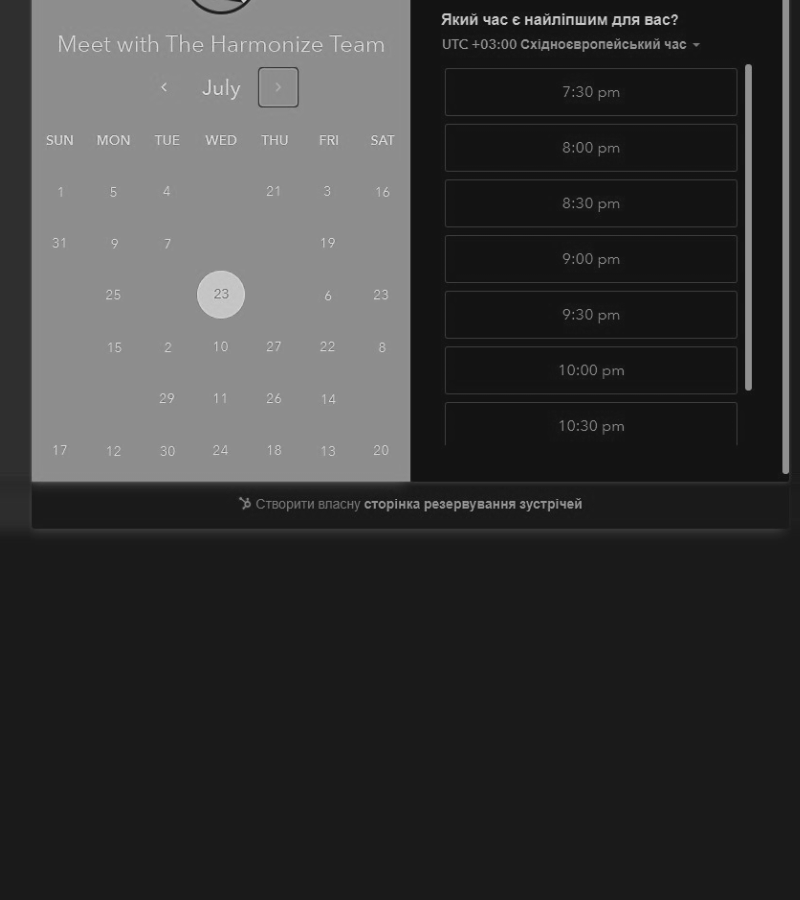 Meet with The Harmonize Team
July
SUN MON TUE WED THU FRI SAT
1 5 4 21 3 16
31 9 7 19
25 23 6 23
15 2 10 27 22 8
29 11 26 14
17 12 30 24 18 13 20
Який час є найліпшим для вас?
UTC +03:00 Східноєвропейський час
7:30 pm
8:00 pm
8:30 pm
9:00 pm
9:30 pm
10:00 pm
10:30 pm
Створити власну сторінка резервування зустрічей